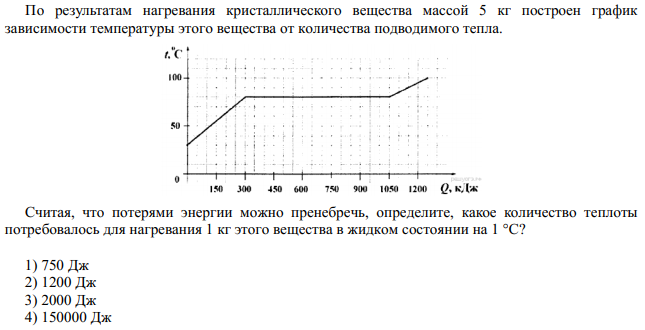 По результатам нагревания кристаллического вещества массой 5 кг построен график
зависимости температуры этого вещества от количества подводимого тепла.
t,°C
100
50
0
150 300 450 600 750 900 1050 1200 Q, кДж
Считая, что потерями энергии можно пренебречь, определите, какое количество теплоты
потребовалось для нагревания 1 кг этого вещества в жидком состоянии на 1 °С?
1) 750 Дж
2) 1200 Дж
3) 2000 Дж
4) 150000 Дж